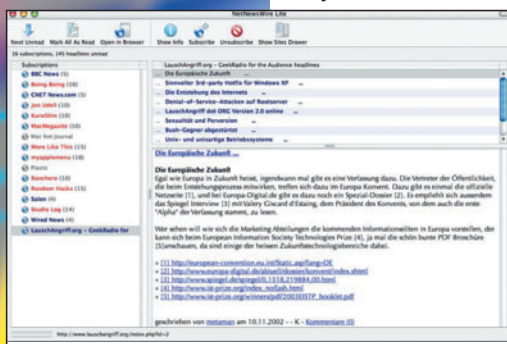 NetNewsWire Lite
Next Unread Mark All As Read Open in Browser Show Info Subscribe Unsubscribe Show Sites Drawer
16 subscriptions, 145 headlines unread
Subscriptions
BBC News (5)
Boing Boing (16)
CNET News.com (5)
Jon Udell (10)
Kuro5hin (10)
MacMegasite (10)
Mac Net Journal
More Like This (15)
myapplemenu (18)
Plastic
Ranchero (10)
Random Hacks (15)
Salon (4)
Studio Log (14)
Wired News (4)
LauschAngriff.org – GeekRadio for
LauschAngriff.org – GeekRadio for the Audience headlines
... Die Europäische Zukunft ...
... Sinnvoller 3rd-party Hotfix für Windows XP ...
... Die Entstehung des Internets ...
... Denial-of-Service-Attacken auf Rootserver ...
... LauschAngriff dot ORG Version 2.0 online ...
... Sexualität und Perversion ...
... Bush-Gegner abgestürtzt ...
... Unix- und unixartige Betriebssysteme ...
Die Europäische Zukunft ...
Die Europäische Zukunft
Egal wie Europa in Zukunft heisst, irgendwann mal gibt es eine Verfassung dazu. Die Vertreter der Öffentlichkeit,
die beim Entstehungsprozess mitwirken, treffen sich dazu im Europa Konvent. Dazu gibt es einmal die offizielle
Netzseite [1], und bei Europa-Digital.de gibt es dazu noch ein Spezial-Dossier [2]. Es empfiehlt sich ausserdem
das Spiegel Interview [3] mit Valery Giscard d'Estaing, dem Präsident des Konvents, von dem auch die erste
"Alpha" der Verfassung stammt, zu lesen.
Wer sehen will wie sich die Marketing Abteilungen die kommenden Informationseliten in Europa vorstellen, der
kann sich beim European Information Society Technologies Prize [4], ja mal die schön bunte PDF Broschüre
[5]anschauen, da sind einige der heissen Zukunftstechnologiebereiche dabei.
+ [1] http://european-convention.eu.int/Static.asp?lang=DE
+ [2] http://www.europa-digital.de/aktuell/dossier/konvent/index.shtml
+ [3] http://www.spiegel.de/spiegel/0,1518,219884,00.html
+ [4] http://www.ist-prize.org/index_noflash.html
+ [5] http://www.ist-prize.org/winners/pdf/2003EISTP_booklet.pdf
geschrieben von metaman am 10.11.2002 - - K - Kommentare (0)
http://www.lauschangriff.org/index.php?id=2